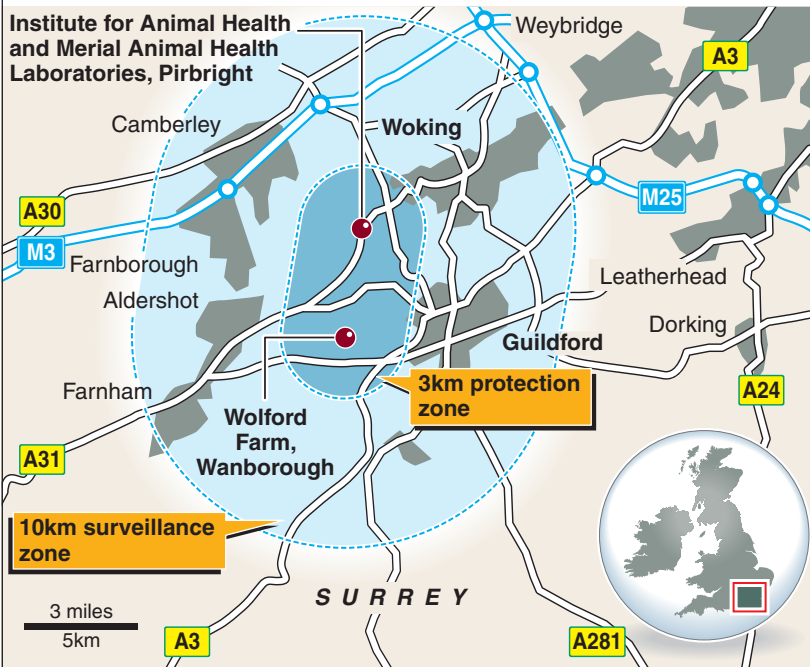 Institute for Animal Health
and Merial Animal Health
Laboratories, Pirbright
Weybridge
A3
Camberley
Woking
A30
M25
M3
Farnborough
Leatherhead
Aldershot
Dorking
Guildford
Farnham
3km protection
zone
A24
Wolford
Farm,
Wanborough
A31
10km surveillance
zone
SURREY
3 miles
5km
A3
A281